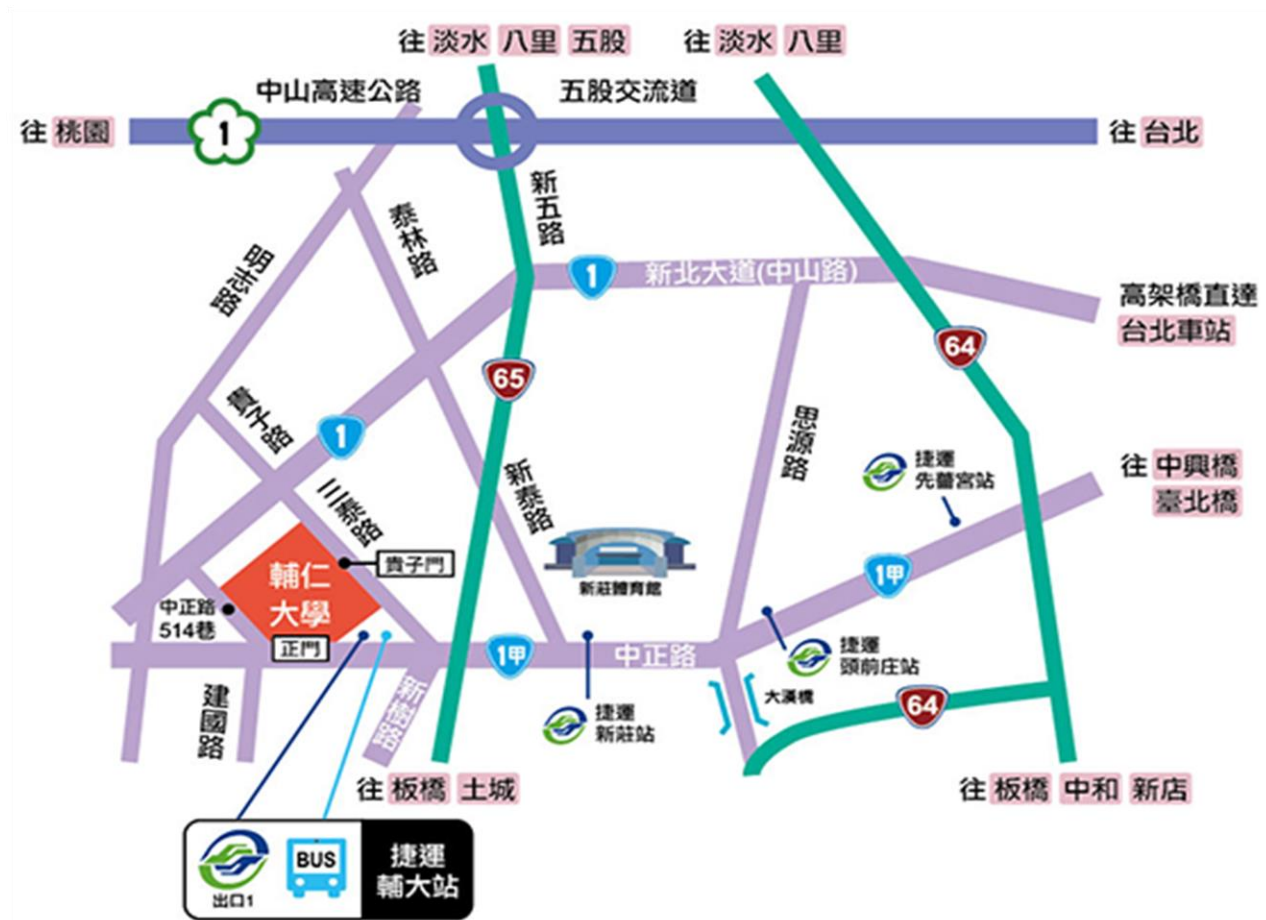 往 淡水 八里 五股
往 淡水 八里
中山高速公路
五股交流道
往 桃園
1
往 台北
新五路
泰林路
明志路
1
新北大道(中山路)
高架橋直達
台北車站
64
65
貴子路
1
思源路
新泰路
捷運
先嗇宮站
往 中興橋
臺北橋
三泰路
貴子門
輔仁
大學
新莊體育館
1甲
中正路
514巷
正門
1甲
中正路
捷運
頭前庄站
建國路
新樹路
大漢橋
64
捷運
新莊站
往 板橋 土城
往 板橋 中和 新店
BUS
出口1
捷運
輔大站